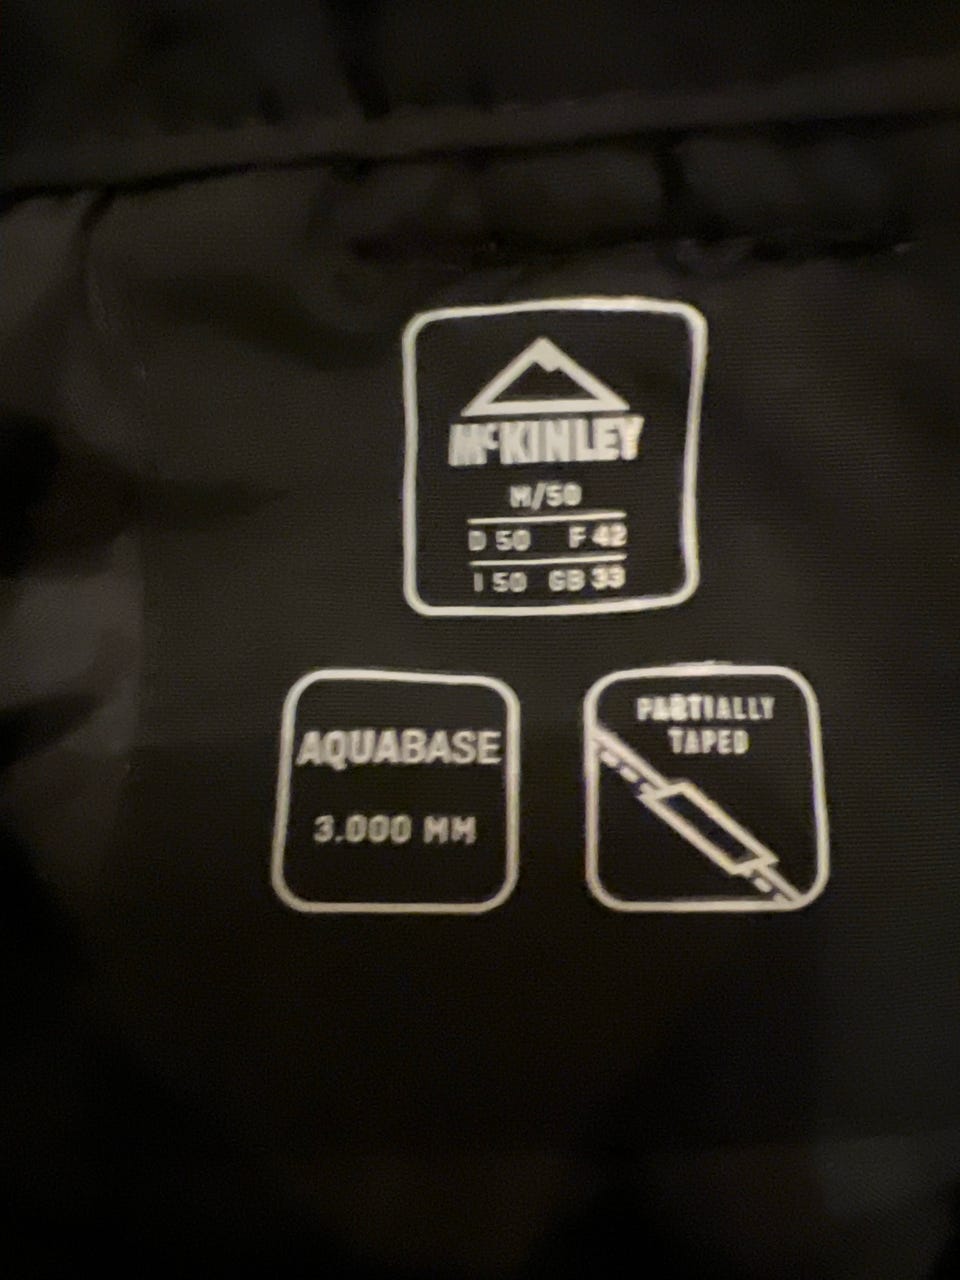 McKINLEY
M/50
D 50 F 42
I 50 GB 33
AQUABASE
3.000 MM
PARTIALLY
TAPED